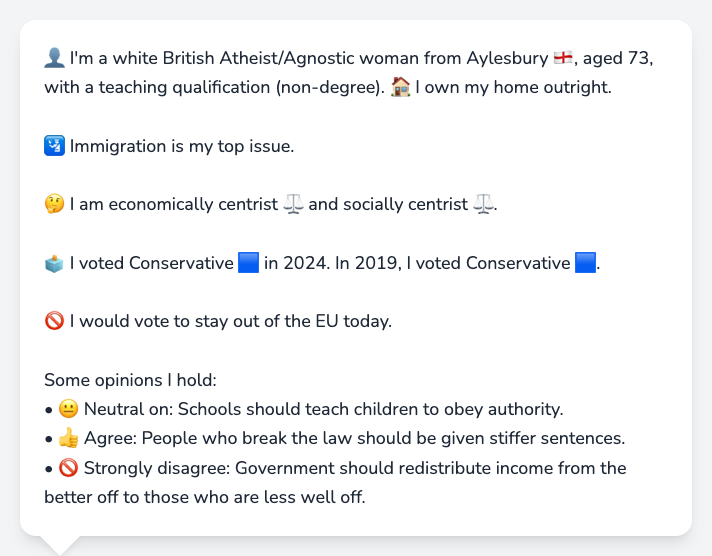 👤 I'm a white British Atheist/Agnostic woman from Aylesbury 🏴󠁧󠁢󠁥󠁮󠁧󠁿, aged 73,
with a teaching qualification (non-degree). 🏠 I own my home outright.
🛂 Immigration is my top issue.
🤔 I am economically centrist ⚖️ and socially centrist ⚖️.
🗳️ I voted Conservative 🟦 in 2024. In 2019, I voted Conservative 🟦.
🚫 I would vote to stay out of the EU today.
Some opinions I hold:
• 😐 Neutral on: Schools should teach children to obey authority.
• 👍 Agree: People who break the law should be given stiffer sentences.
• 🚫 Strongly disagree: Government should redistribute income from the
better off to those who are less well off.